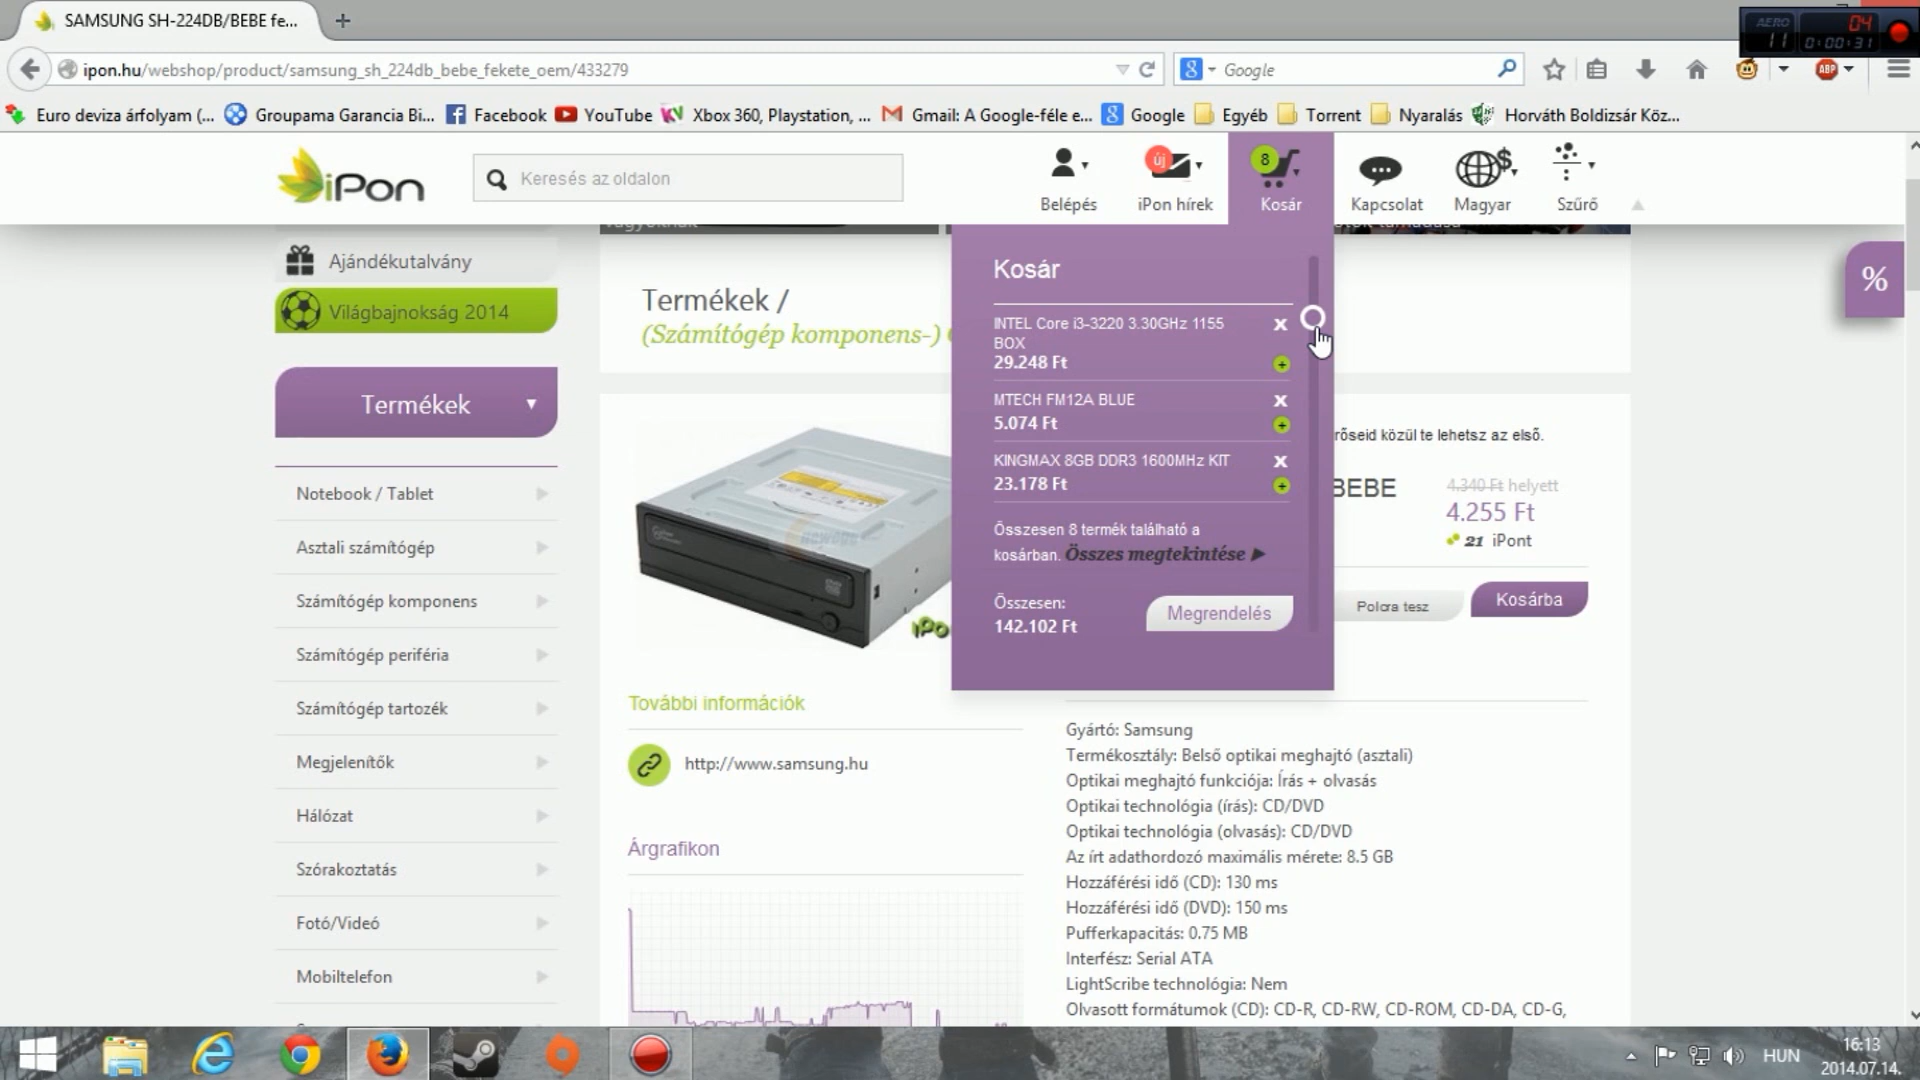 SAMSUNG SH-224DB/BEBE fe...
AERO
11
04
0:00:31
ipon.hu/webshop/product/samsung_sh_224db_bebe_fekete_oem/433279
8
Google
ABP
Euro deviza árfolyam (...
Groupama Garancia Bi...
Facebook
YouTube
Xbox 360, Playstation, ...
Gmail: A Google-féle e...
8
Google
Egyéb
Torrent
Nyaralás
Horváth Boldizsár Köz...
iPon
Keresés az oldalon
Belépés
új
iPon hírek
8
Kosár
Kapcsolat
$
Magyar
Szűrő
Ajándékutalvány
Világbajnokság 2014
Termékek
Notebook / Tablet
Asztali számítógép
Számítógép komponens
Számítógép periféria
Számítógép tartozék
Megjelenítők
Hálózat
Szórakoztatás
Fotó/Videó
Mobiltelefon
Termékek /
(Számítógép komponens-)
Kosár
INTEL Core i3-3220 3.30GHz 1155
BOX
29.248 Ft
MTECH FM12A BLUE
5.074 Ft
KINGMAX 8GB DDR3 1600MHz KIT
23.178 Ft
Összesen 8 termék található a
kosárban. Összes megtekintése
Összesen:
142.102 Ft
Megrendelés
%
rőseid közül te lehetsz az első.
BEBE
4.340 Ft helyett
4.255 Ft
21 iPont
Polcra tesz
Kosárba
További információk
http://www.samsung.hu
Árgrafikon
Gyártó: Samsung
Termékosztály: Belső optikai meghajtó (asztali)
Optikai meghajtó funkciója: Írás + olvasás
Optikai technológia (írás): CD/DVD
Optikai technológia (olvasás): CD/DVD
Az írt adathordozó maximális mérete: 8.5 GB
Hozzáférési idő (CD): 130 ms
Hozzáférési idő (DVD): 150 ms
Pufferkapacitás: 0.75 MB
Interfész: Serial ATA
LightScribe technológia: Nem
Olvasott formátumok (CD): CD-R, CD-RW, CD-ROM, CD-DA, CD-G,
HUN
16:13
2014.07.14.